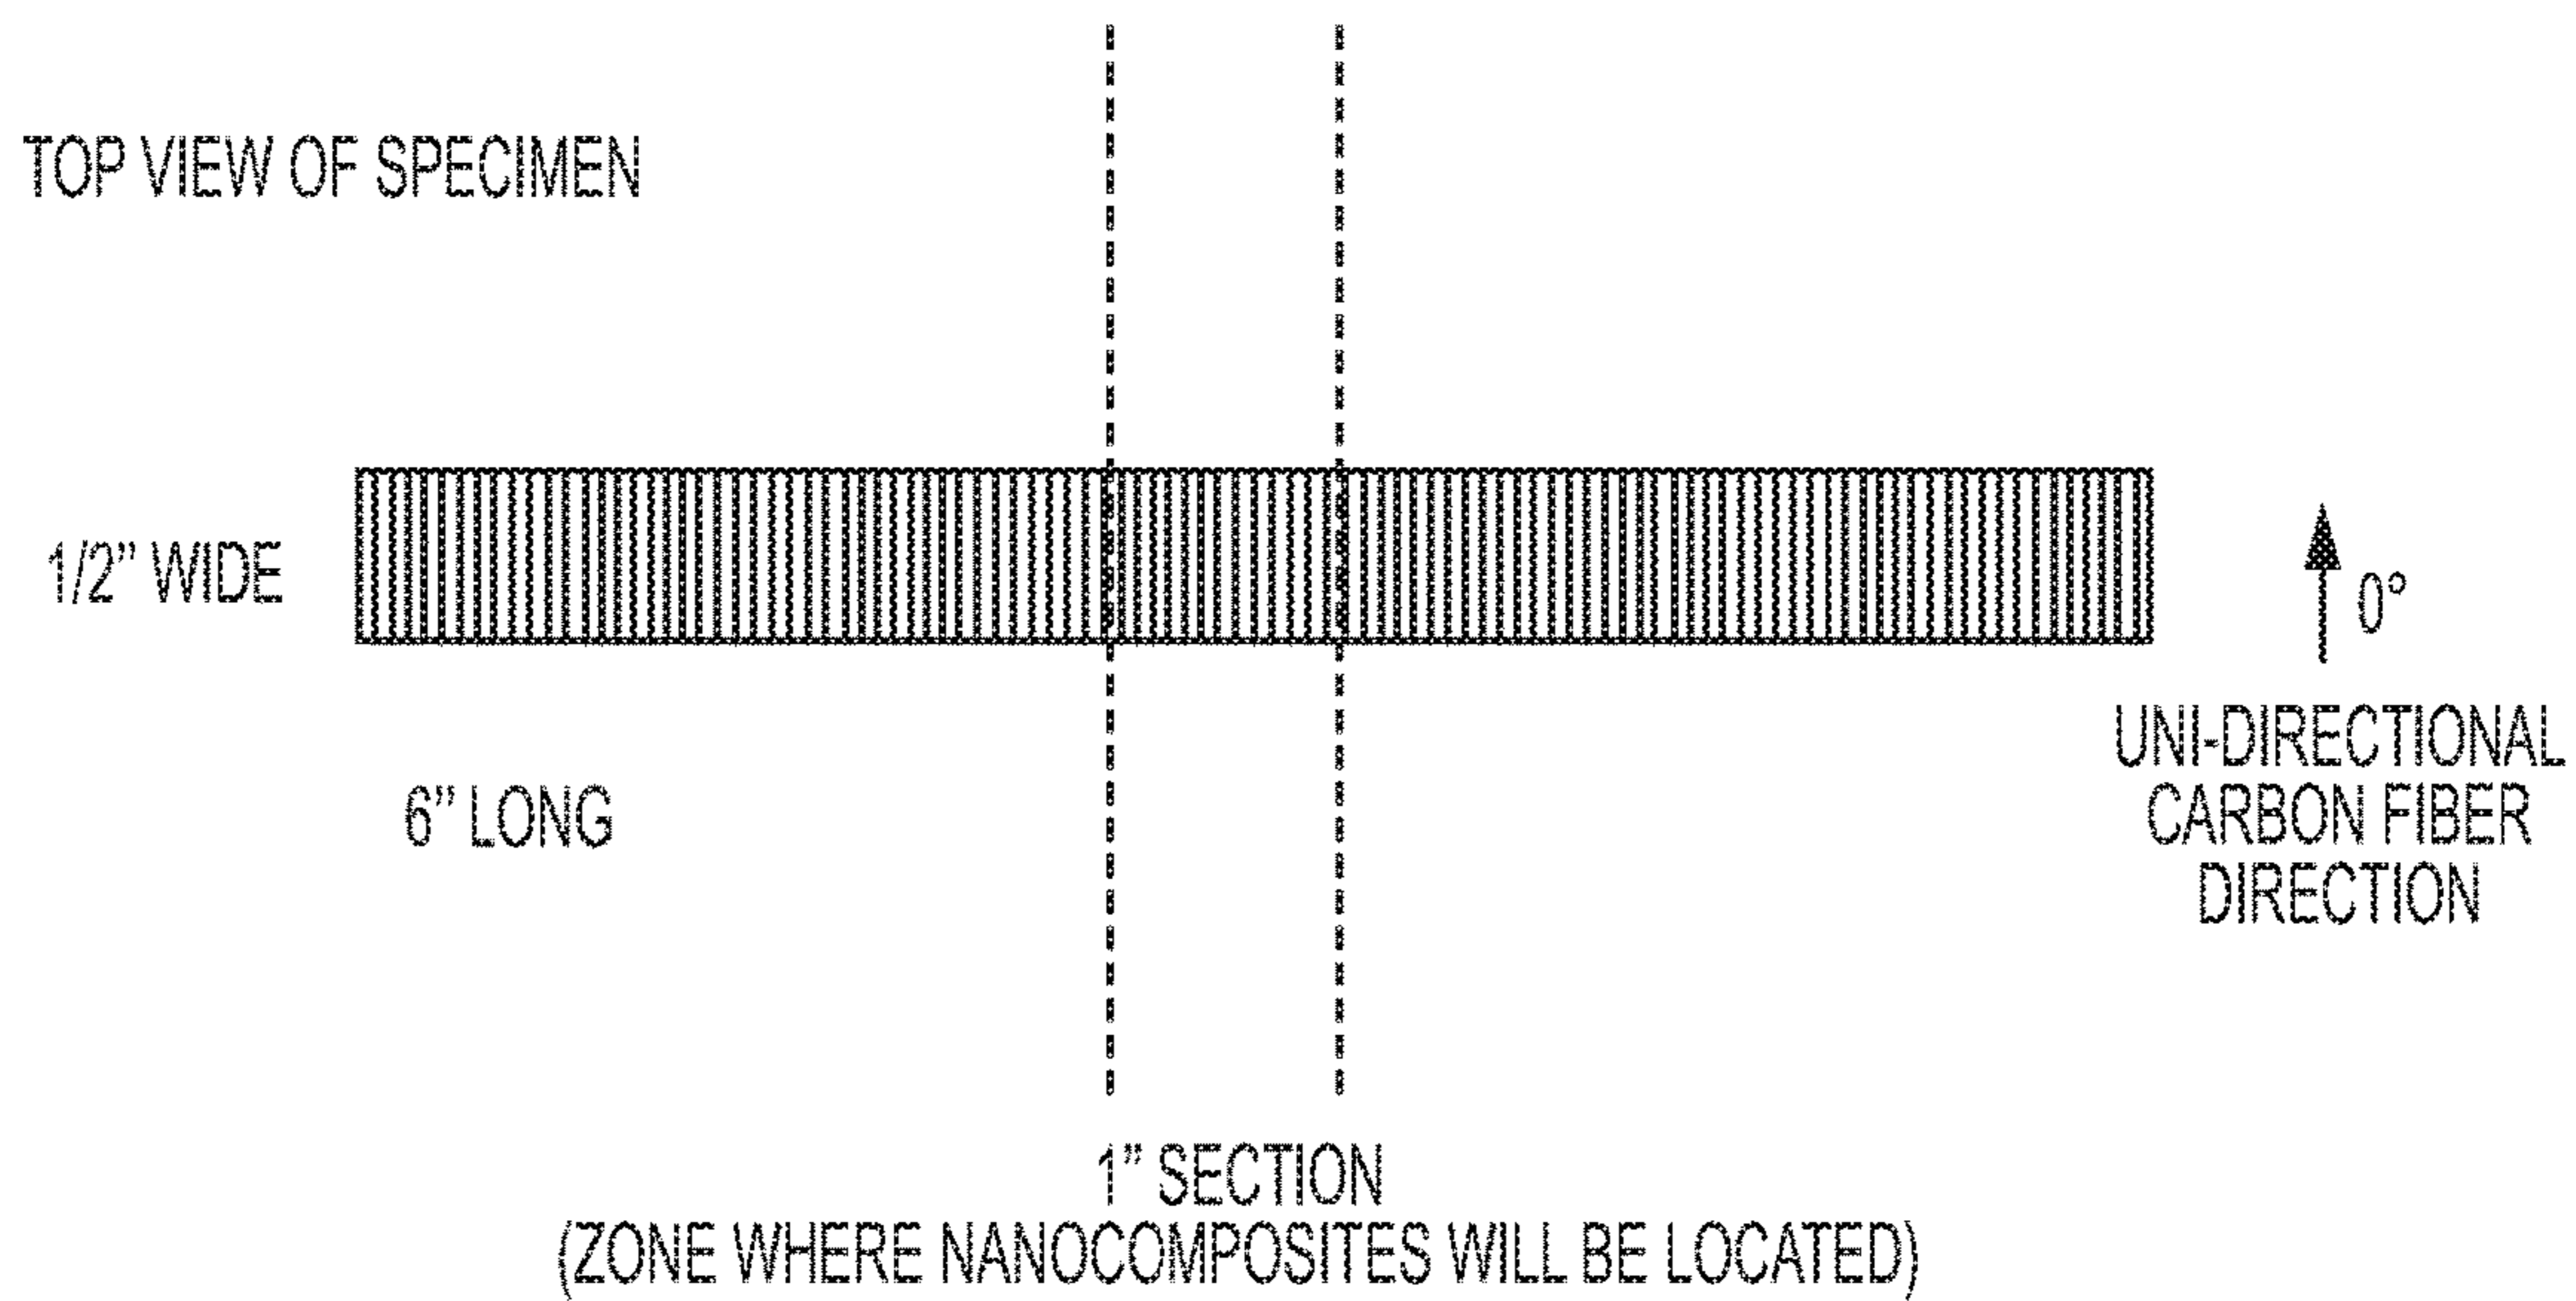 TOP VIEW OF SPECIMEN
1/2” WIDE
0°
6” LONG
UNI-DIRECTIONAL
CARBON FIBER
DIRECTION
1” SECTION
(ZONE WHERE NANOCOMPOSITES WILL BE LOCATED)